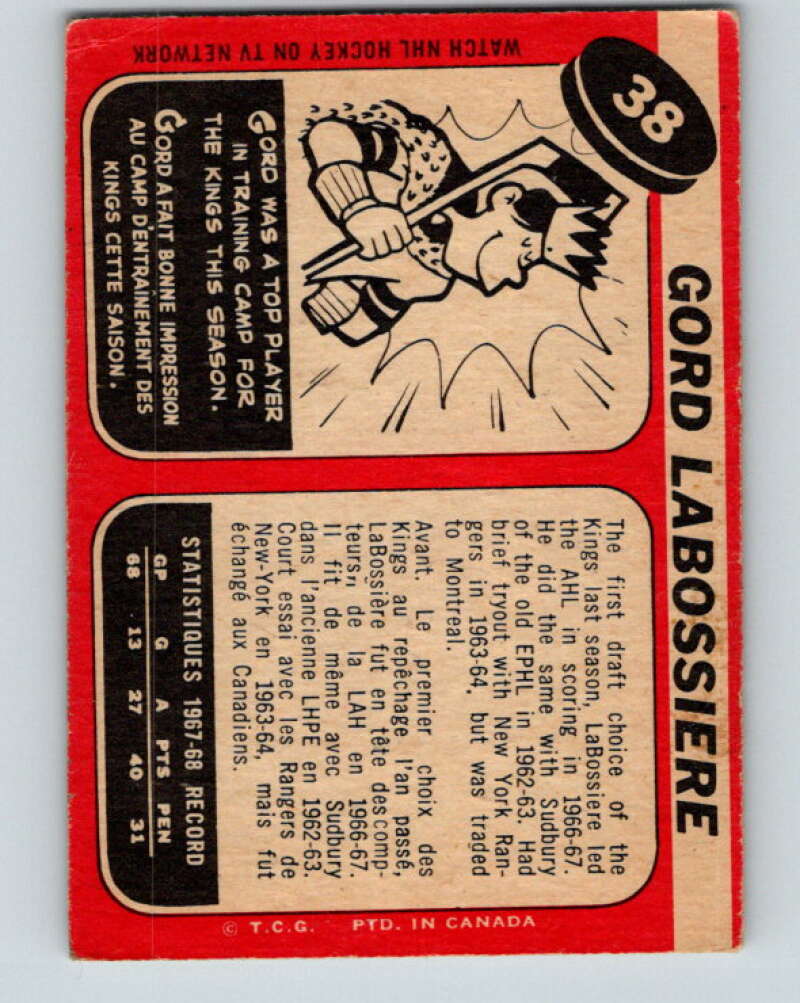 38
GORD LABOSSIERE
WATCH NHL HOCKEY ON TV NETWORK
GORD WAS A TOP PLAYER
IN TRAINING CAMP FOR
THE KINGS THIS SEASON.
GORD A FAIT BONNE IMPRESSION
AU CAMP D'ENTRAINEMENT DES
KINGS CETTE SAISON.
The first draft choice of the
Kings last season, LaBossiere led
the AHL in scoring in 1966-67.
He did the same with Sudbury
of the old EPHL in 1962-63. Had
brief tryout with New York Ran-
gers in 1963-64, but was traded
to Montreal.
Avant. Le premier choix des
Kings au repêchage l'an passé,
LaBossière fut en tête des comp-
teurs, de la LAH en 1966-67.
Il fit de même avec Sudbury
dans l'ancienne LHPE en 1962-63.
Court essai avec les Rangers de
New-York en 1963-64, mais fut
échangé aux Canadiens.
STATISTIQUES 1967-68 RECORD
GP G A PTS PEN
68 13 27 40 31
© T.C.G. PTD. IN CANADA